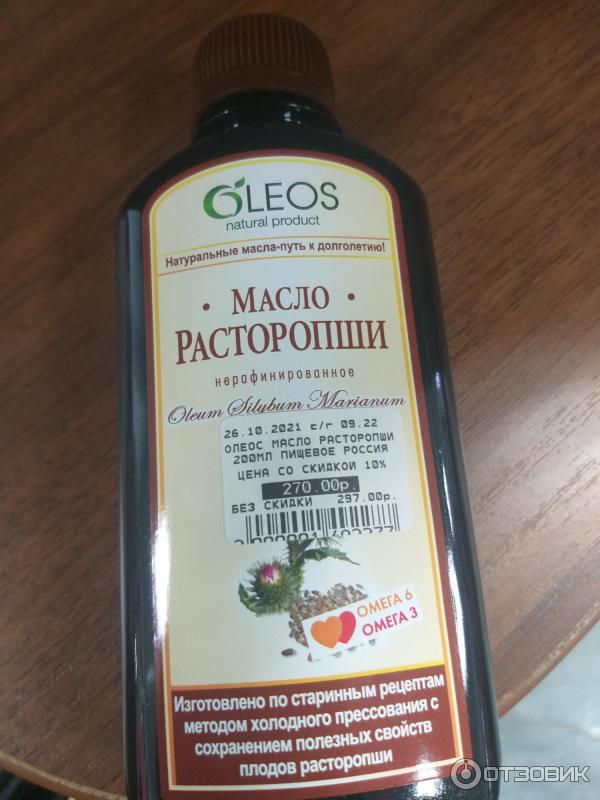 OLEOS
natural product
Натуральные масла-путь к долголетию!
• МАСЛО •
РАСТОРОПШИ
нерафинированное
Oleum Silybum Marianum
26.10.2021 с/г 09.22
ОЛЕОС МАСЛО РАСТОРОПШИ
200МЛ ПИЩЕВОЕ РОССИЯ
ЦЕНА СО СКИДКОЙ 10%
270.00р.
БЕЗ СКИДКИ 297.00р.
ОМЕГА 6
ОМЕГА 3
Изготовлено по старинным рецептам
методом холодного прессования с
сохранением полезных свойств
плодов расторопши
ОТЗОВИК